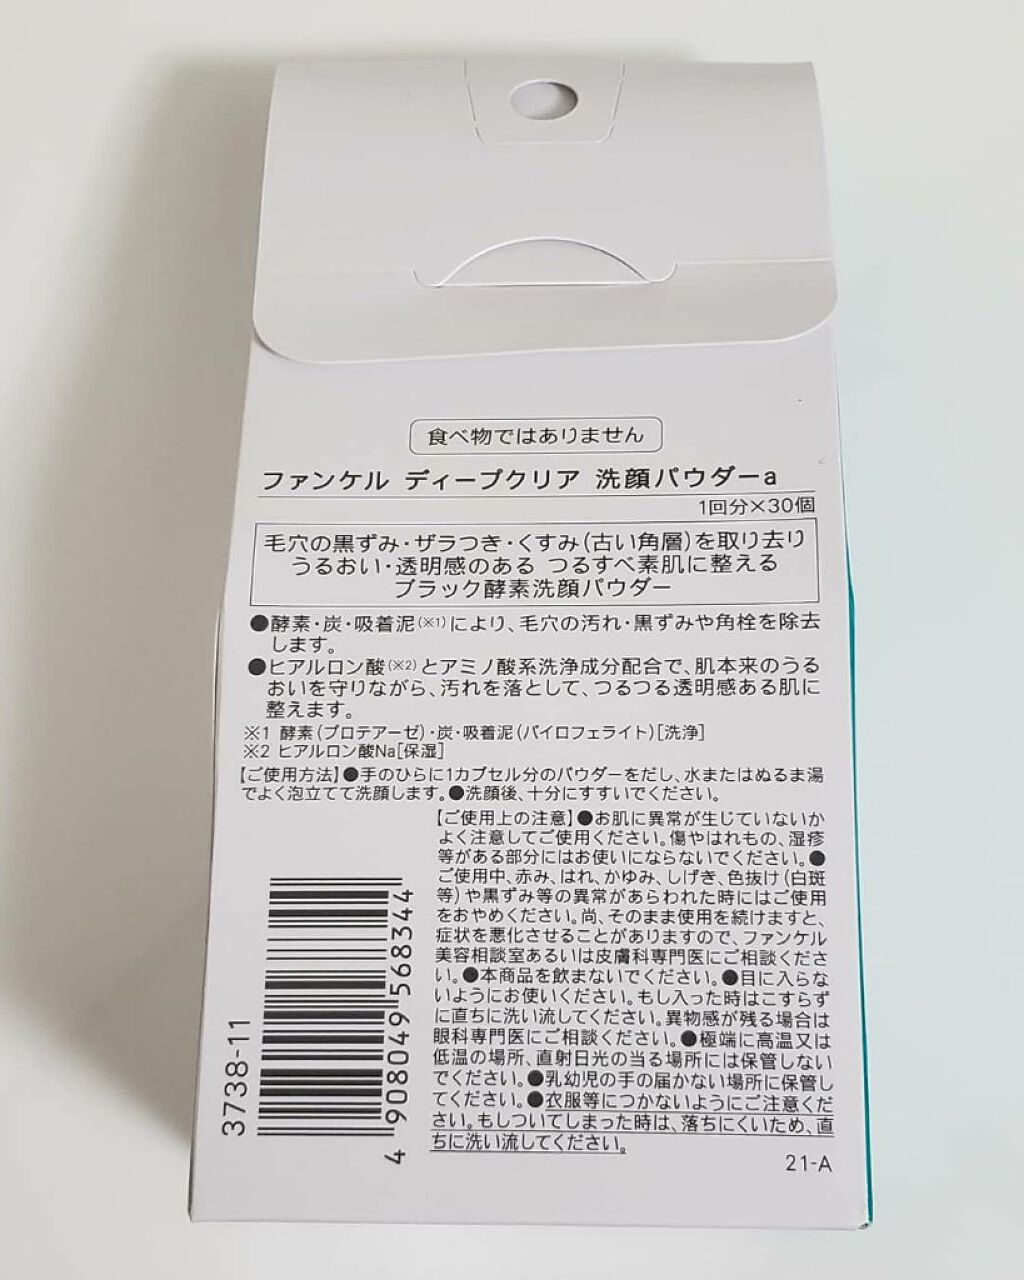 食べ物ではありません
ファンケル ディープクリア 洗顔パウダーa
1回分×30個
毛穴の黒ずみ・ザラつき・くすみ(古い角層)を取り去り
うるおい・透明感のある つるすべ素肌に整える
ブラック酵素洗顔パウダー
●酵素・炭・吸着泥(※1)により、毛穴の汚れ・黒ずみや角栓を除去
します。
●ヒアルロン酸(※2)とアミノ酸系洗浄成分配合で、肌本来のうる
おいを守りながら、汚れを落として、つるつる透明感ある肌に
整えます。
※1 酵素(プロテアーゼ)・炭・吸着泥(パイロフェライト)[洗浄]
※2 ヒアルロン酸Na[保湿]
【ご使用方法】●手のひらに1カプセル分のパウダーをだし、水またはぬるま湯
でよく泡立てて洗顔します。●洗顔後、十分にすすいでください。
【ご使用上の注意】●お肌に異常が生じていないか
よく注意してご使用ください。傷やはれもの、湿疹
等がある部分にはお使いにならないでください。●
ご使用中、赤み、はれ、かゆみ、しげき、色抜け(白斑
等)や黒ずみ等の異常があらわれた時にはご使用
をおやめください。尚、そのまま使用を続けますと、
症状を悪化させることがありますので、ファンケル
美容相談室あるいは皮膚科専門医にご相談くださ
い。●本商品を飲まないでください。●目に入らな
いようにお使いください。もし入った時はこすらず
に直ちに洗い流してください。異物感が残る場合は
眼科専門医にご相談ください。●極端に高温又は
低温の場所、直射日光の当る場所には保管しない
でください。●乳幼児の手の届かない場所に保管し
てください。●衣服等につかないようにご注意くだ
さい。もしついてしまった時は、落ちにくいため、直
ちに洗い流してください。
3738-11
4 908049 568344
21-A